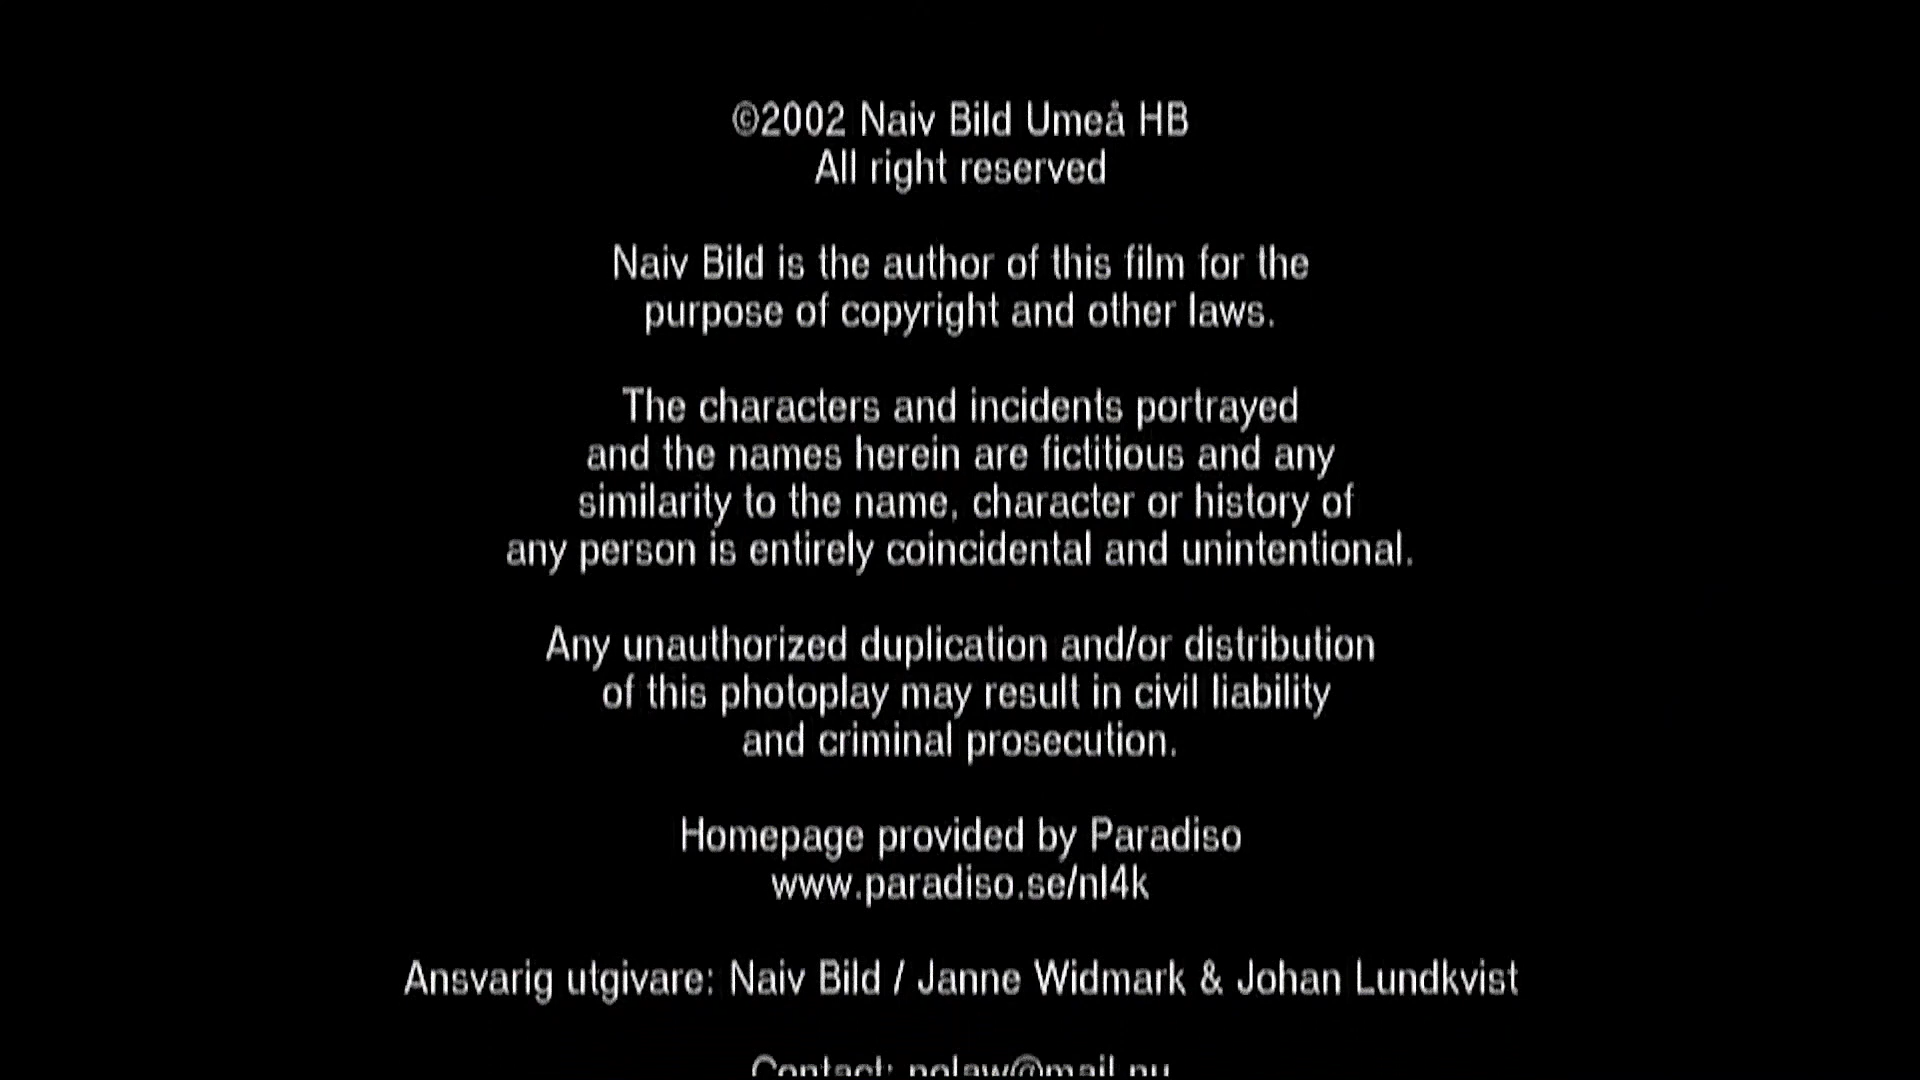 ©2002 Naiv Bild Umeå HB
All right reserved
Naiv Bild is the author of this film for the
purpose of copyright and other laws.
The characters and incidents portrayed
and the names herein are fictitious and any
similarity to the name, character or history of
any person is entirely coincidental and unintentional.
Any unauthorized duplication and/or distribution
of this photoplay may result in civil liability
and criminal prosecution.
Homepage provided by Paradiso
www.paradiso.se/nl4k
Ansvarig utgivare: Naiv Bild / Janne Widmark & Johan Lundkvist
Contact: nolaw@mail.nu